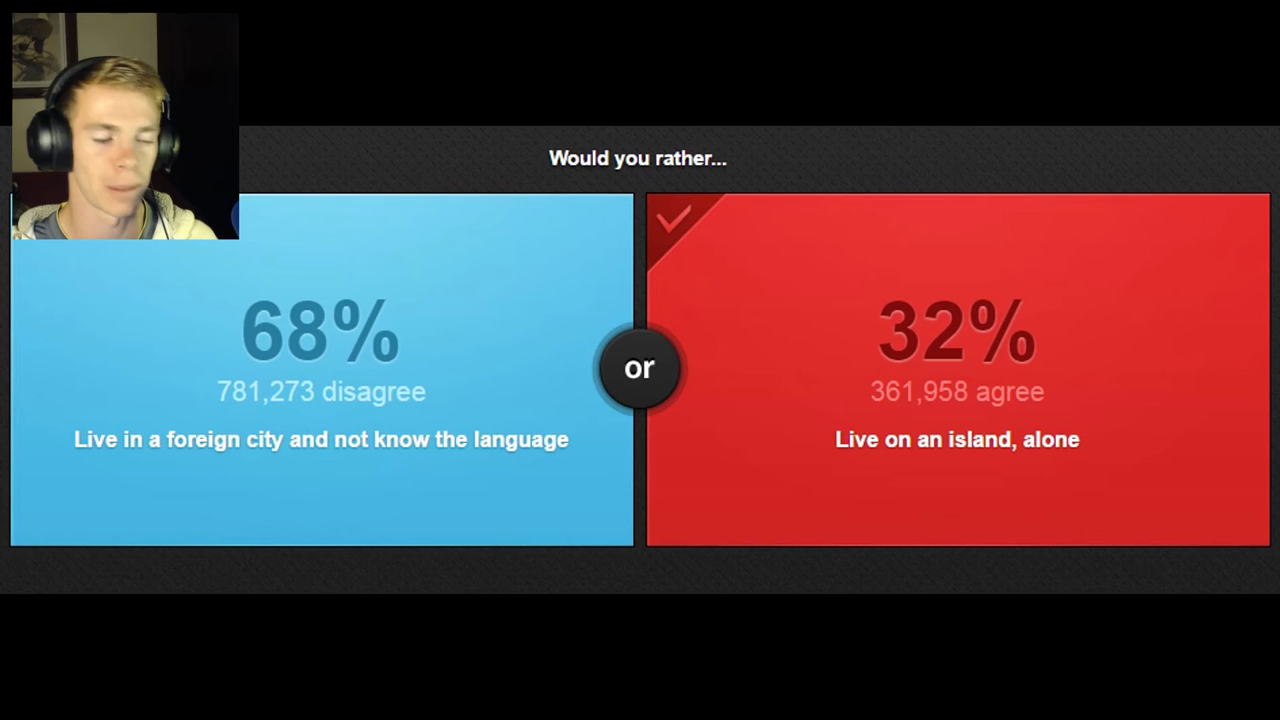 Would you rather...
68%
781,273 disagree
Live in a foreign city and not know the language
or
32%
361,958 agree
Live on an island, alone